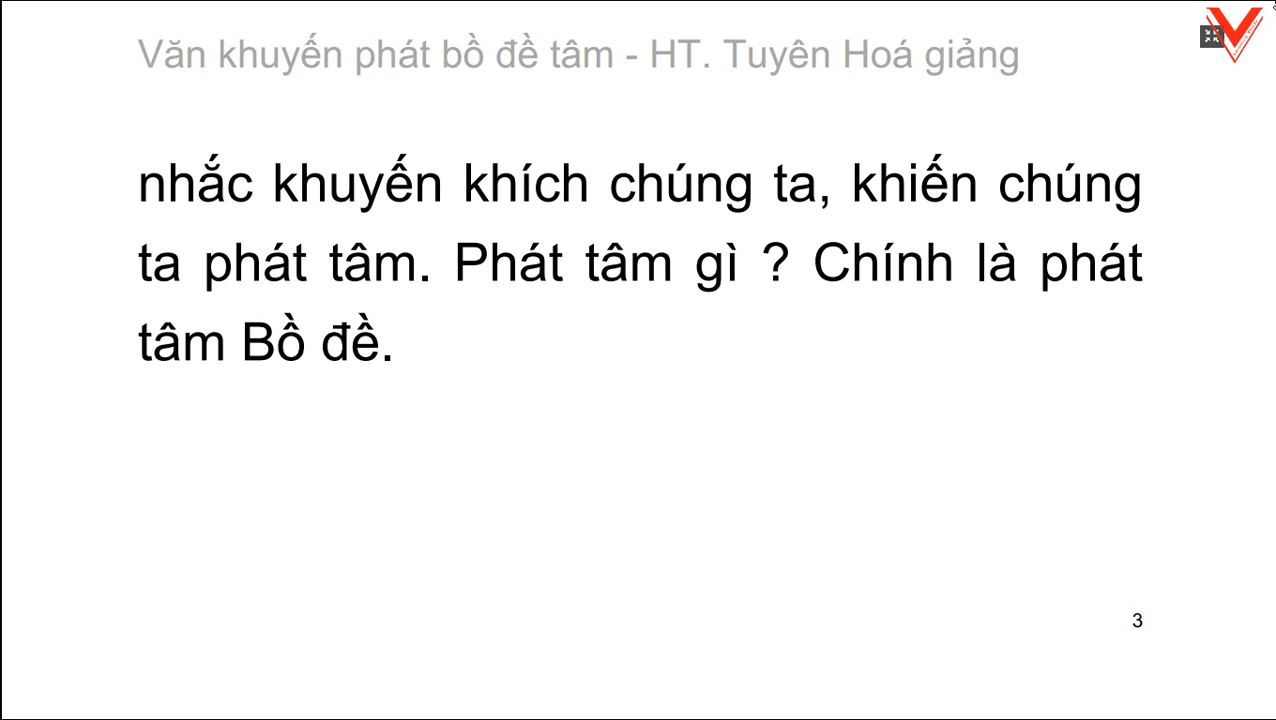 Văn khuyến phát bồ đề tâm - HT. Tuyên Hoá giảng
nhắc khuyến khích chúng ta, khiến chúng
ta phát tâm. Phát tâm gì ? Chính là phát
tâm Bồ đề.
3